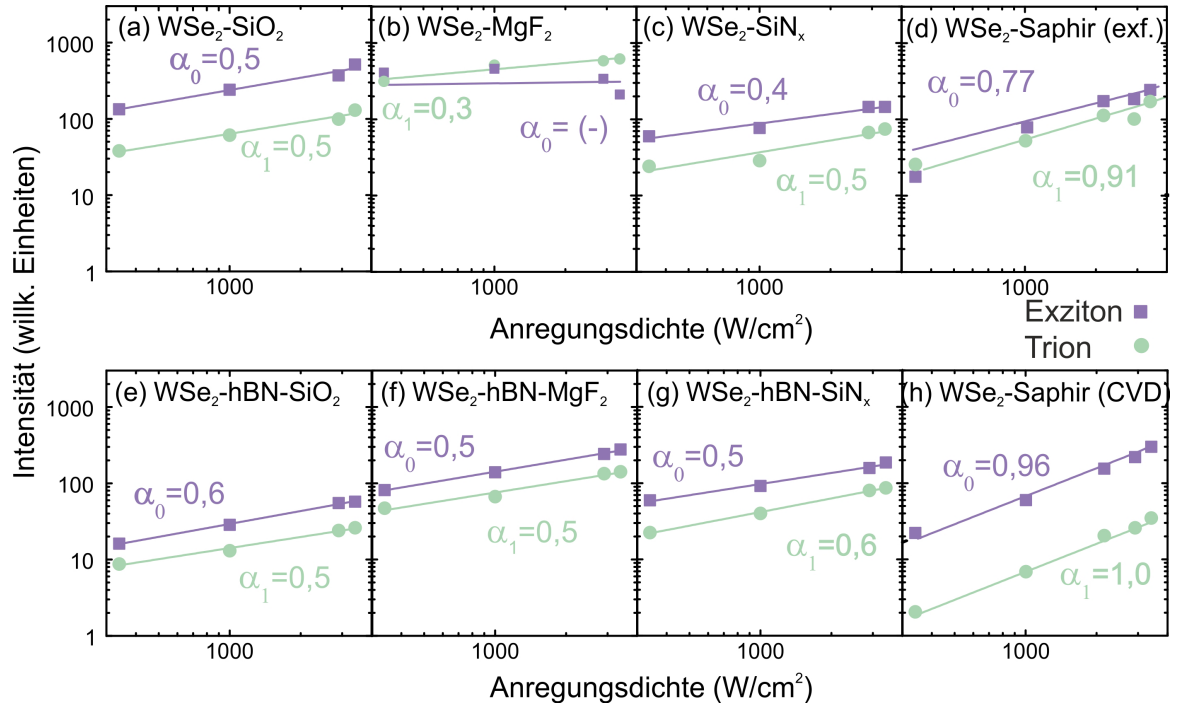 (a) WSe₂-SiO₂
α₀=0,5
α₁=0,5
(b) WSe₂-MgF₂
α₁=0,3
α₀= (-)
(c) WSe₂-SiNₓ
α₀=0,4
α₁=0,5
(d) WSe₂-Saphir (exf.)
α₀=0,77
α₁=0,91
1000
100
10
1
1000
1000
1000
1000
Anregungsdichte (W/cm²)
Intensität (willk. Einheiten)
Exziton
Trion
(e) WSe₂-hBN-SiO₂
α₀=0,6
α₁=0,5
(f) WSe₂-hBN-MgF₂
α₀=0,5
α₁=0,5
(g) WSe₂-hBN-SiNₓ
α₀=0,5
α₁=0,6
(h) WSe₂-Saphir (CVD)
α₀=0,96
α₁=1,0
1000
100
10
1
1000
1000
1000
1000
Anregungsdichte (W/cm²)